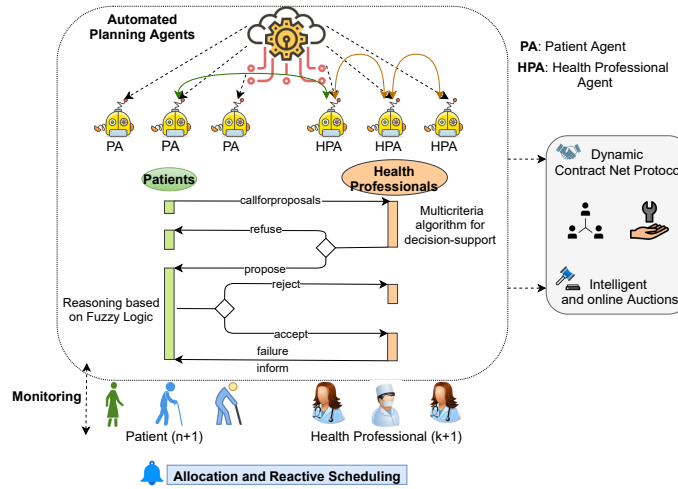 Automated
Planning Agents
PA: Patient Agent
HPA: Health Professional
Agent
PA
PA
PA
HPA
HPA
HPA
Patients
Health
Professionals
callforproposals
refuse
Multicriteria
algorithm for
decision-support
propose
reject
Reasoning based
on Fuzzy Logic
accept
failure
inform
Dynamic
Contract Net Protoco
Intelligent
and online Auctions
Monitoring
Patient (n+1)
Health Professional (k+1)
Allocation and Reactive Scheduling